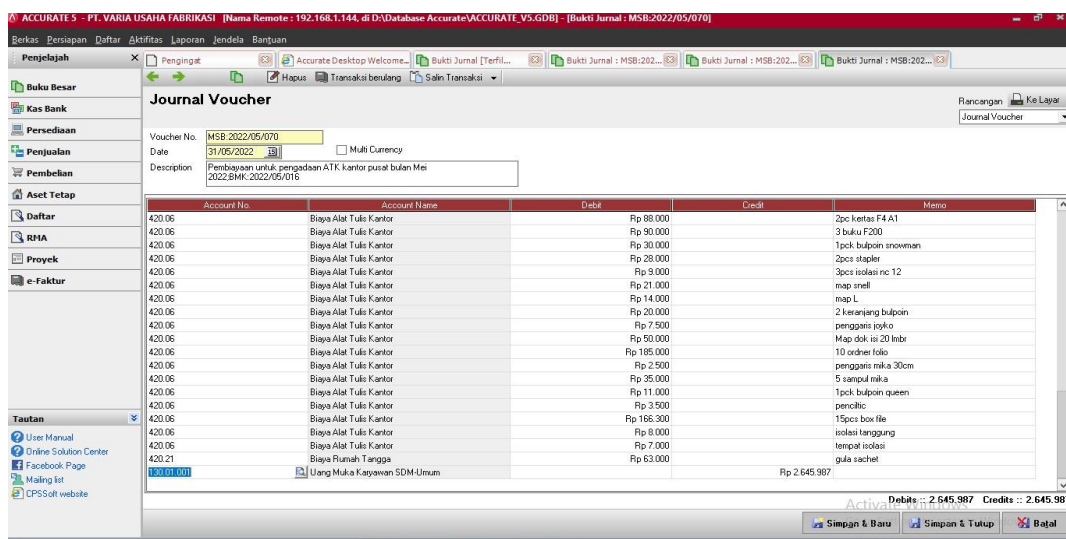 ACCURATE 5 - PT. VARIA USAHA FABRIKASI [Nama Remote : 192.168.1.144, di D:\Database Accurate\ACCURATE_V5.GDB] - [Bukti Jurnal : MSB:2022/05/070]
Berkas Persiapan Daftar Aktifitas Laporan Jendela Bantuan
Penjelajah
Pengingat Accurate Desktop Welcome... Bukti Jurnal [Terfil... Bukti Jurnal : MSB:202... Bukti Jurnal : MSB:202... Bukti Jurnal : MSB:202...
Hapus Transaksi berulang Salin Transaksi
Buku Besar
Kas Bank
Persediaan
Penjualan
Pembelian
Aset Tetap
Daftar
RMA
Proyek
e-Faktur
Tautan
User Manual
Online Solution Center
Facebook Page
Mailing list
CPSSoft website
Journal Voucher
Rancangan Ke Layar
Journal Voucher
Voucher No. MSB:2022/05/070
Date 31/05/2022 15 Multi Currency
Description Pembiayaan untuk pengadaan ATK kantor pusat bulan Mei
2022;BMK:2022/05/016
Account No. Account Name Debit Credit Memo
420.06 Biaya Alat Tulis Kantor Rp 88.000 2pc kertas F4 A1
420.06 Biaya Alat Tulis Kantor Rp 90.000 3 buku F200
420.06 Biaya Alat Tulis Kantor Rp 30.000 1pck bulpoin snowman
420.06 Biaya Alat Tulis Kantor Rp 28.000 2pcs stapler
420.06 Biaya Alat Tulis Kantor Rp 9.000 3pcs isolasi nc 12
420.06 Biaya Alat Tulis Kantor Rp 21.000 map snell
420.06 Biaya Alat Tulis Kantor Rp 14.000 map L
420.06 Biaya Alat Tulis Kantor Rp 20.000 2 keranjang bulpoin
420.06 Biaya Alat Tulis Kantor Rp 7.500 penggaris joyko
420.06 Biaya Alat Tulis Kantor Rp 50.000 Map dok isi 20 lmbr
420.06 Biaya Alat Tulis Kantor Rp 185.000 10 ordner folio
420.06 Biaya Alat Tulis Kantor Rp 2.500 penggaris mika 30cm
420.06 Biaya Alat Tulis Kantor Rp 35.000 5 sampul mika
420.06 Biaya Alat Tulis Kantor Rp 11.000 1pck bulpoin queen
420.06 Biaya Alat Tulis Kantor Rp 3.500 penciltic
420.06 Biaya Alat Tulis Kantor Rp 166.300 15pcs box file
420.06 Biaya Alat Tulis Kantor Rp 8.000 isolasi tanggung
420.06 Biaya Alat Tulis Kantor Rp 7.000 tempat isolasi
420.21 Biaya Rumah Tangga Rp 63.000 gula sachet
130.01.001 Uang Muka Karyawan SDM-Umum Rp 2.645.987
Debits :: 2.645.987 Credits :: 2.645.98
Activate Windows
Simpan & Baru Simpan & Tutup Batal